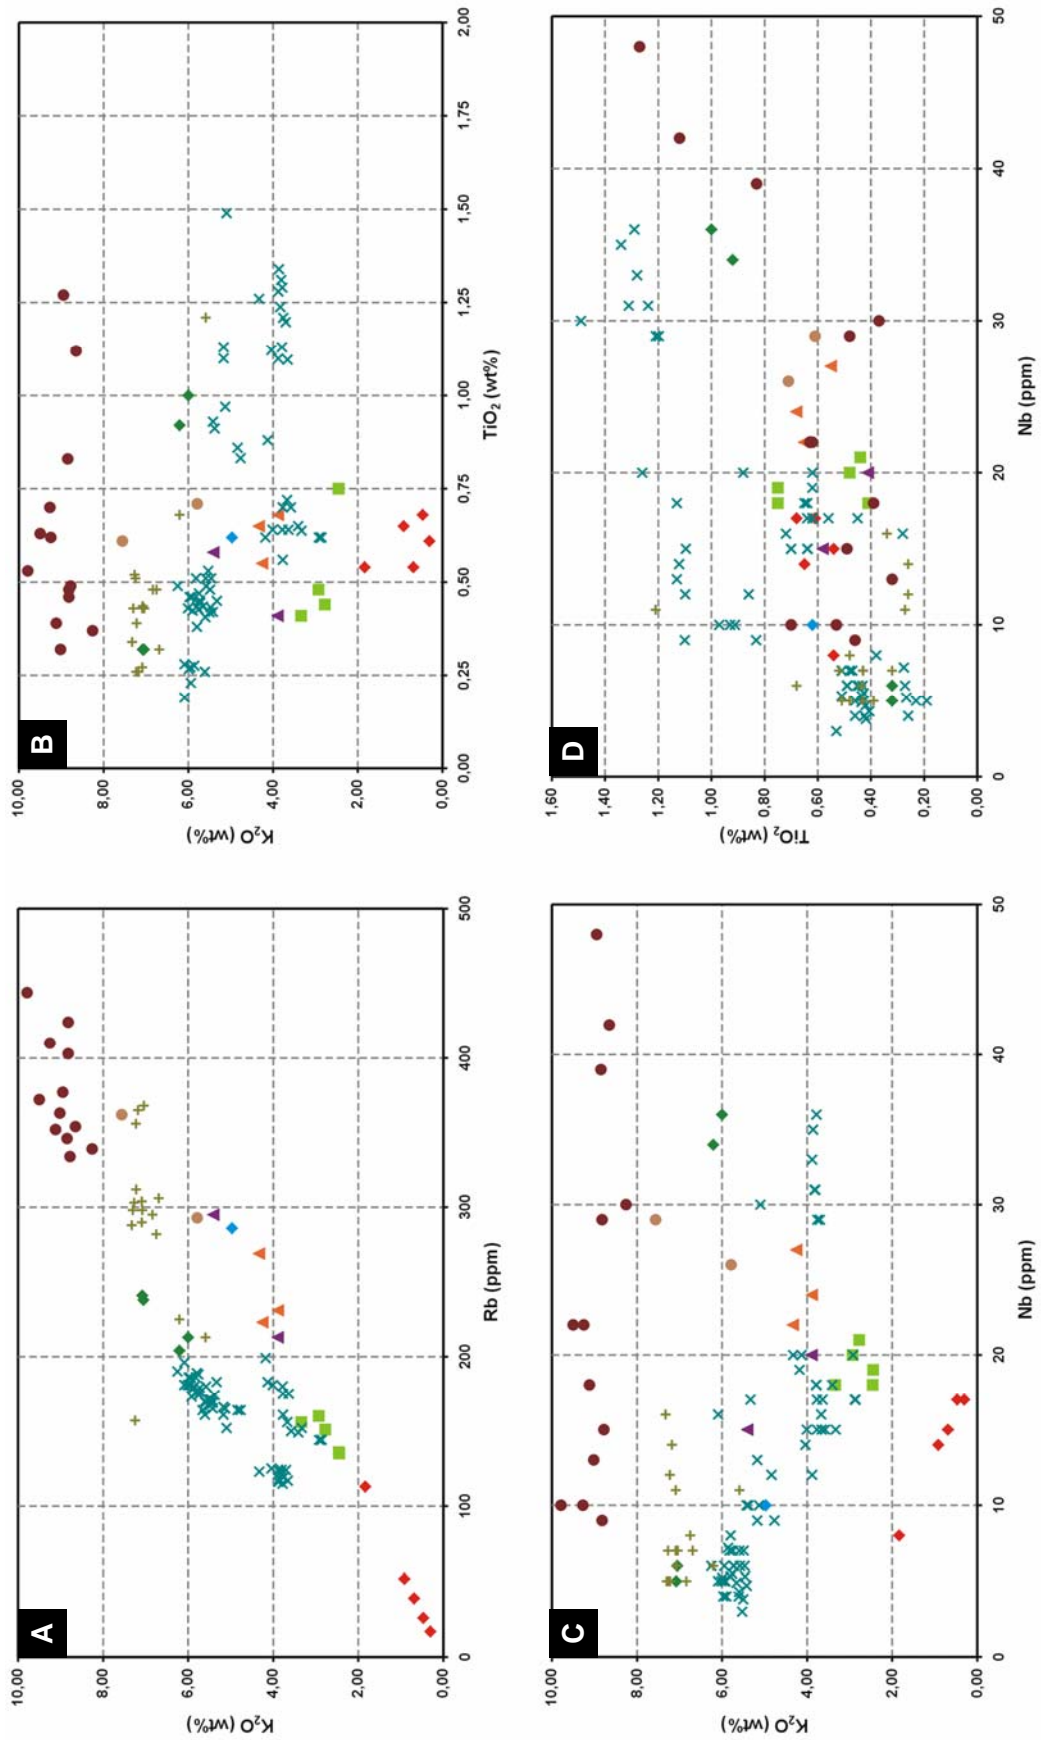 A
K₂O (wt%)
10,00
8,00
6,00
4,00
2,00
0,00
0 100 200 300 400 500
Rb (ppm)
B
K₂O (wt%)
10,00
8,00
6,00
4,00
2,00
0,00
0,00 0,25 0,50 0,75 1,00 1,25 1,50 1,75 2,00
TiO₂ (wt%)
C
K₂O (wt%)
10,00
8,00
6,00
4,00
2,00
0,00
0 10 20 30 40 50
Nb (ppm)
D
TiO₂ (wt%)
1,60
1,40
1,20
1,00
0,80
0,60
0,40
0,20
0,00
0 10 20 30 40 50
Nb (ppm)